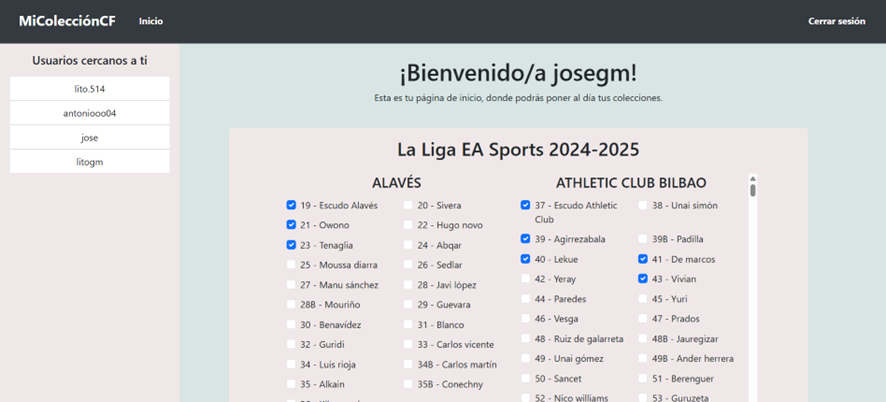 MiColecciónCF Inicio Cerrar sesión
Usuarios cercanos a ti
lito.514
antoniooo04
jose
litogm
¡Bienvenido/a josegm!
Esta es tu página de inicio, donde podrás poner al día tus colecciones.
La Liga EA Sports 2024-2025
ALAVÉS
19 - Escudo Alavés 20 - Sivera
21 - Owono 22 - Hugo novo
23 - Tenaglia 24 - Abqar
25 - Moussa diarra 26 - Sedlar
27 - Manu sánchez 28 - Javi lópez
28B - Mouriño 29 - Guevara
30 - Benavídez 31 - Blanco
32 - Guridi 33 - Carlos vicente
34 - Luis rioja 34B - Carlos martín
35 - Alkain 35B - Conechny
ATHLETIC CLUB BILBAO
37 - Escudo Athletic Club 38 - Unai simón
39 - Agirrezabala 39B - Padilla
40 - Lekue 41 - De marcos
42 - Yeray 43 - Vivian
44 - Paredes 45 - Yuri
46 - Vesga 47 - Prados
48 - Ruiz de galarreta 48B - Jauregizar
49 - Unai gómez 49B - Ander herrera
50 - Sancet 51 - Berenguer
52 - Nico williams 53 - Guruzeta